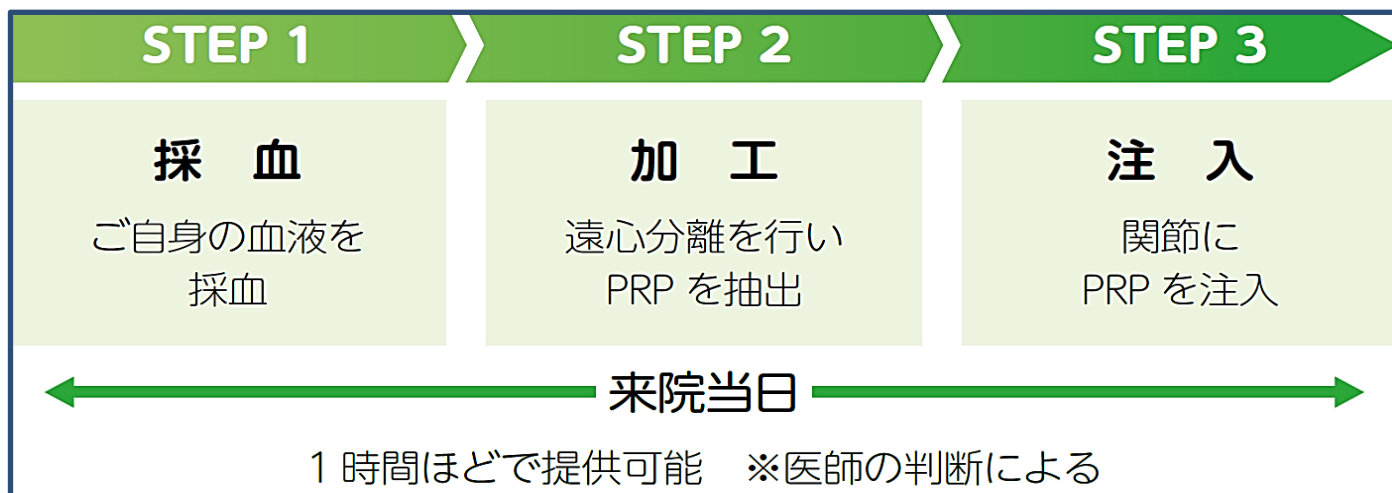 STEP 1
STEP 2
STEP 3
採　血
ご自身の血液を
採血
加　工
遠心分離を行い
PRP を抽出
注　入
関節に
PRP を注入
来院当日
1 時間ほどで提供可能　※医師の判断による